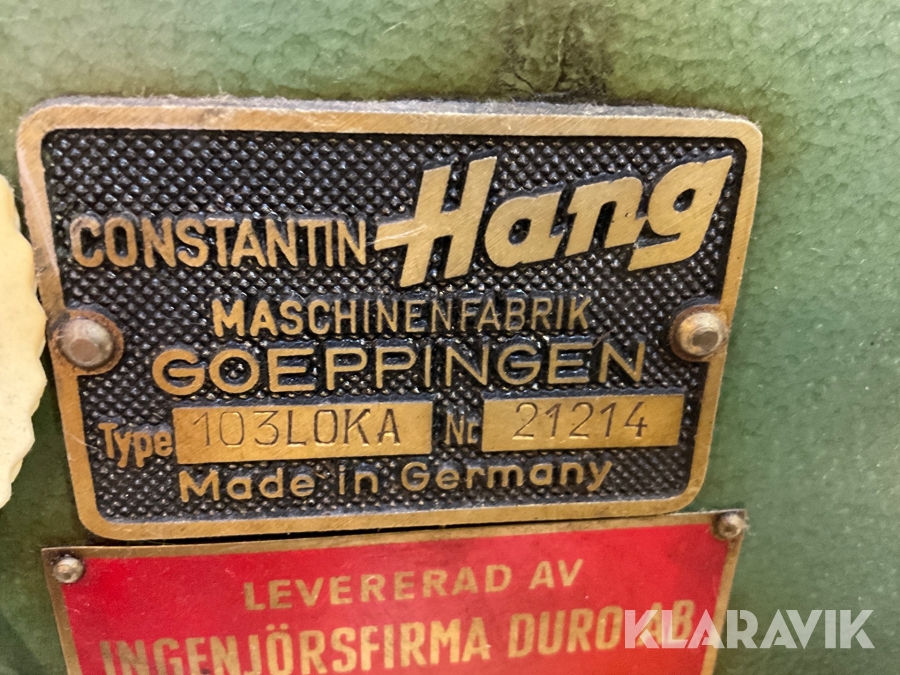 CONSTANTIN Hang
MASCHINENFABRIK
GOEPPINGEN
Type 103LOKA Nr. 21214
Made in Germany
LEVERERAD AV
INGENJÖRSFIRMA DURO AB
KLARAVIK